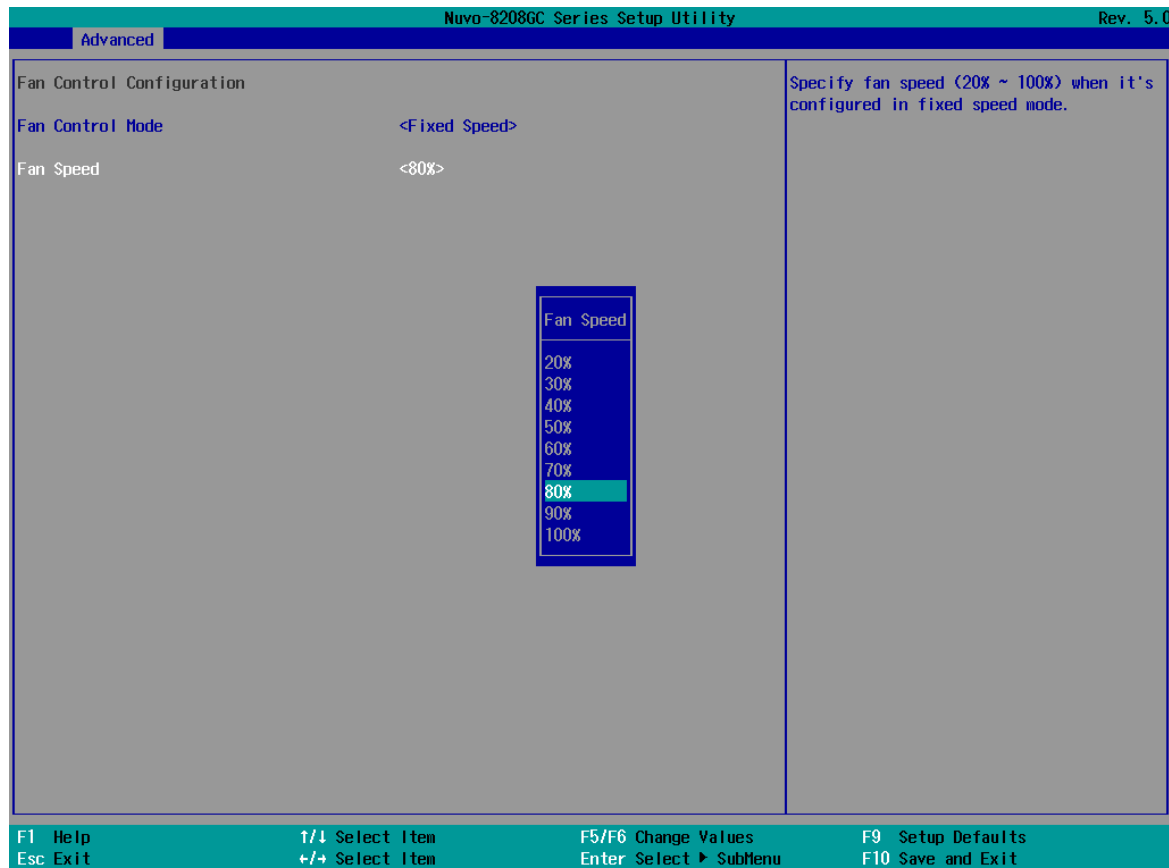 Nuvo-8208GC Series Setup Utility Rev. 5.0
Advanced
Fan Control Configuration
Specify fan speed (20% ~ 100%) when it's
configured in fixed speed mode.
Fan Control Mode <Fixed Speed>
Fan Speed <80%>
Fan Speed
20%
30%
40%
50%
60%
70%
80%
90%
100%
F1 Help ↑/↓ Select Item F5/F6 Change Values F9 Setup Defaults
Esc Exit ←/→ Select Item Enter Select ▶ SubMenu F10 Save and Exit